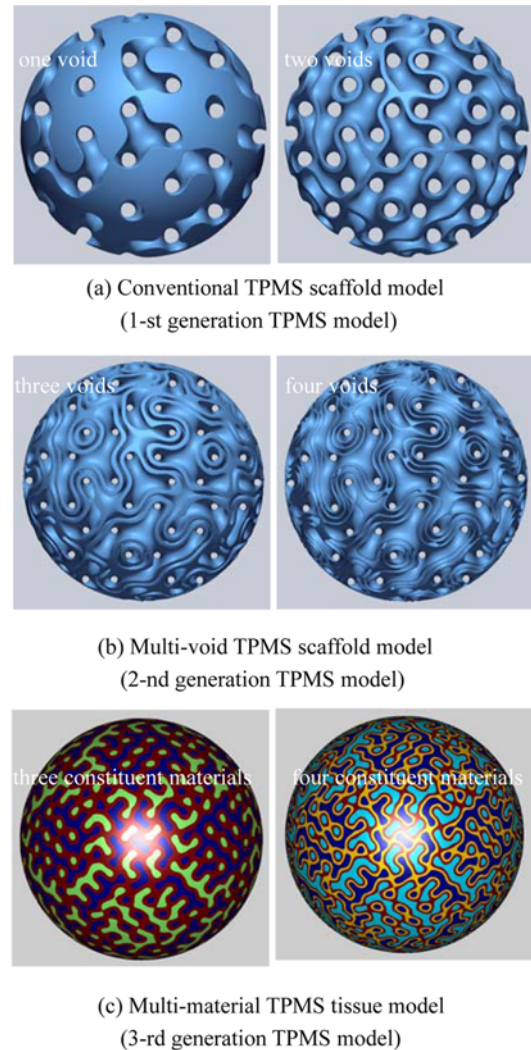 one void
two voids
(a) Conventional TPMS scaffold model
(1-st generation TPMS model)
three voids
four voids
(b) Multi-void TPMS scaffold model
(2-nd generation TPMS model)
three constituent materials
four constituent materials
(c) Multi-material TPMS tissue model
(3-rd generation TPMS model)